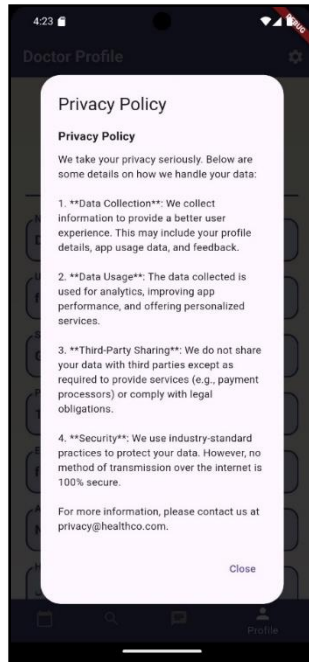 4:23
DEBUG
Doctor Profile
Privacy Policy
Privacy Policy
We take your privacy seriously. Below are
some details on how we handle your data:
1. **Data Collection**: We collect
information to provide a better user
experience. This may include your profile
details, app usage data, and feedback.
2. **Data Usage**: The data collected is
used for analytics, improving app
performance, and offering personalized
services.
3. **Third-Party Sharing**: We do not share
your data with third parties except as
required to provide services (e.g., payment
processors) or comply with legal
obligations.
4. **Security**: We use industry-standard
practices to protect your data. However, no
method of transmission over the internet is
100% secure.
For more information, please contact us at
privacy@healthco.com.
Close
Profile